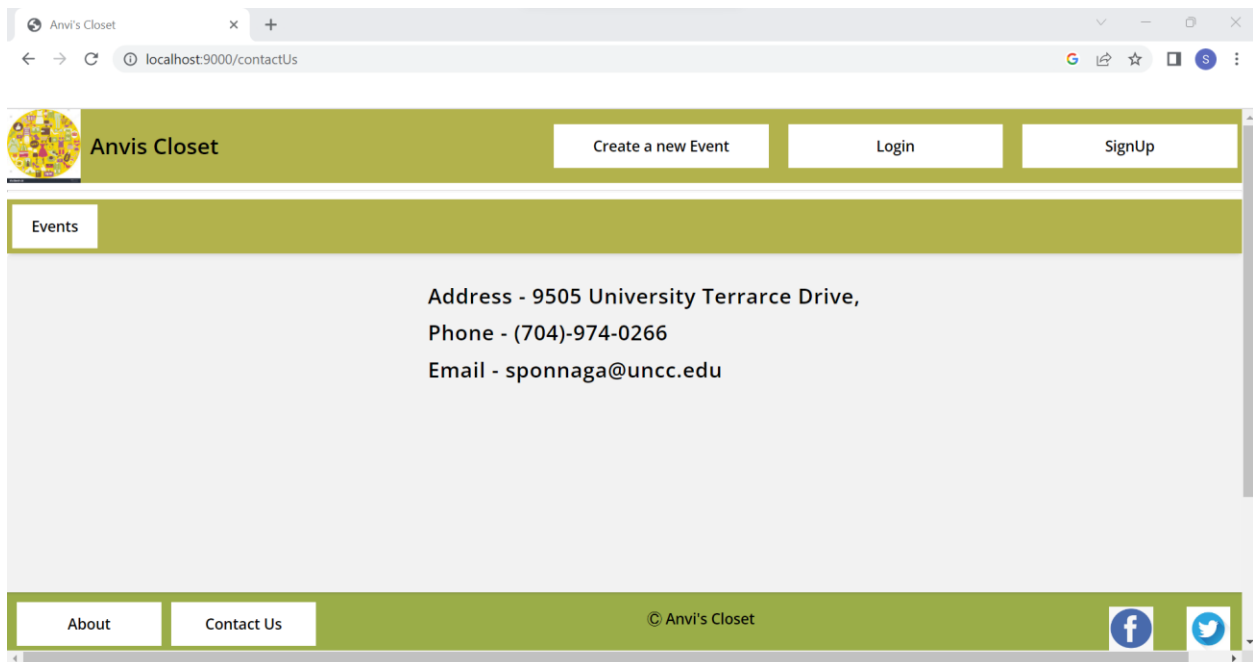 Anvi's Closet
localhost:9000/contactUs
G
S
Anvis Closet
Create a new Event
Login
SignUp
Events
Address - 9505 University Terrarce Drive,
Phone - (704)-974-0266
Email - sponnaga@uncc.edu
About
Contact Us
© Anvi's Closet
f